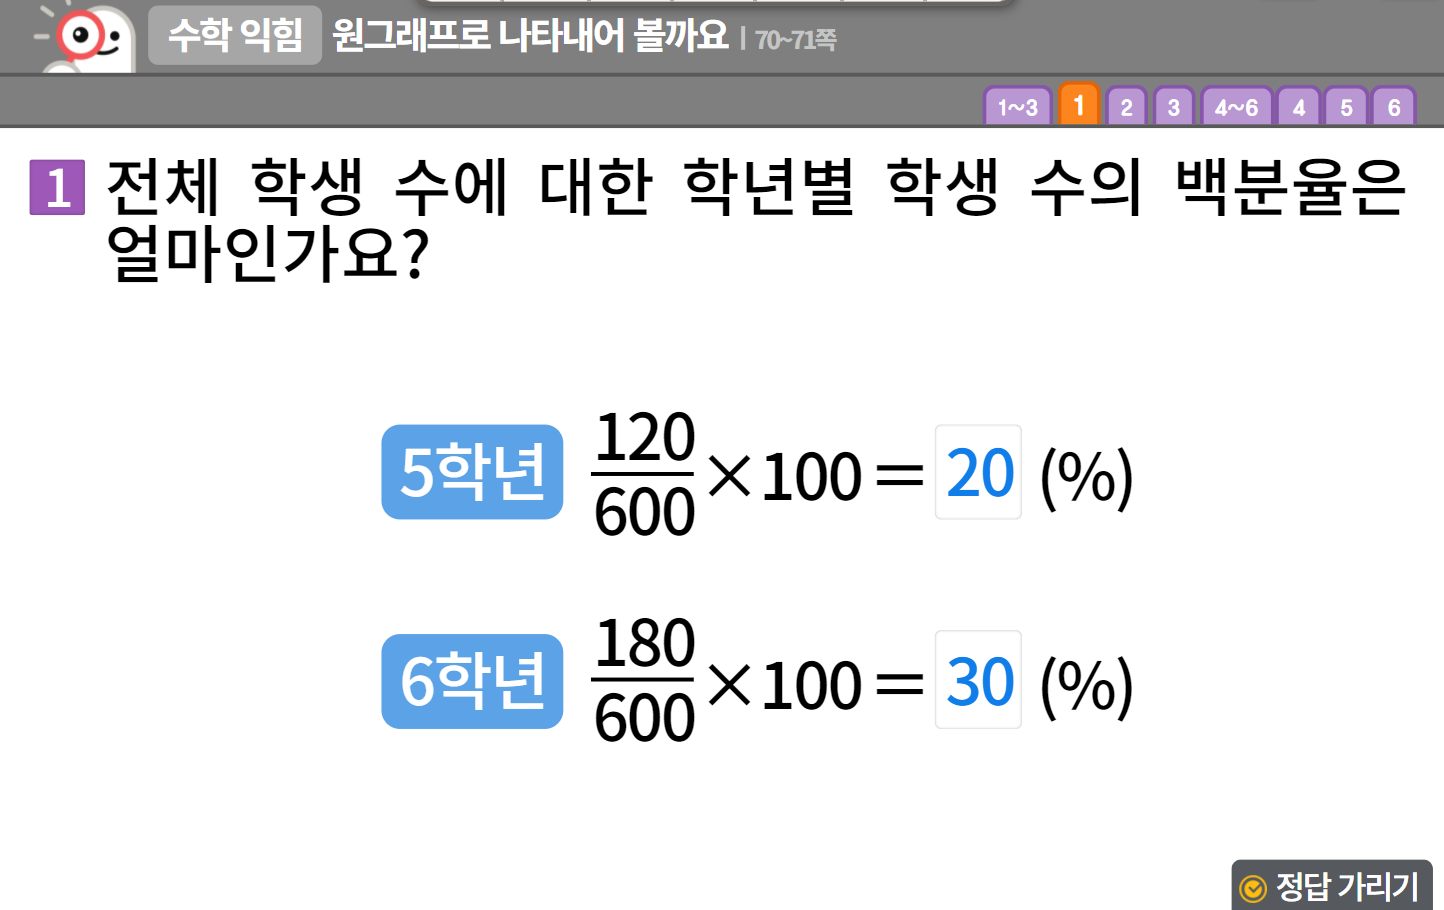 수학 익힘 원그래프로 나타내어 볼까요 | 70~71쪽
1~3 1 2 3 4~6 4 5 6
1 전체 학생 수에 대한 학년별 학생 수의 백분율은
얼마인가요?
5학년 120/600 × 100 = 20 (%)
6학년 180/600 × 100 = 30 (%)
정답 가리기